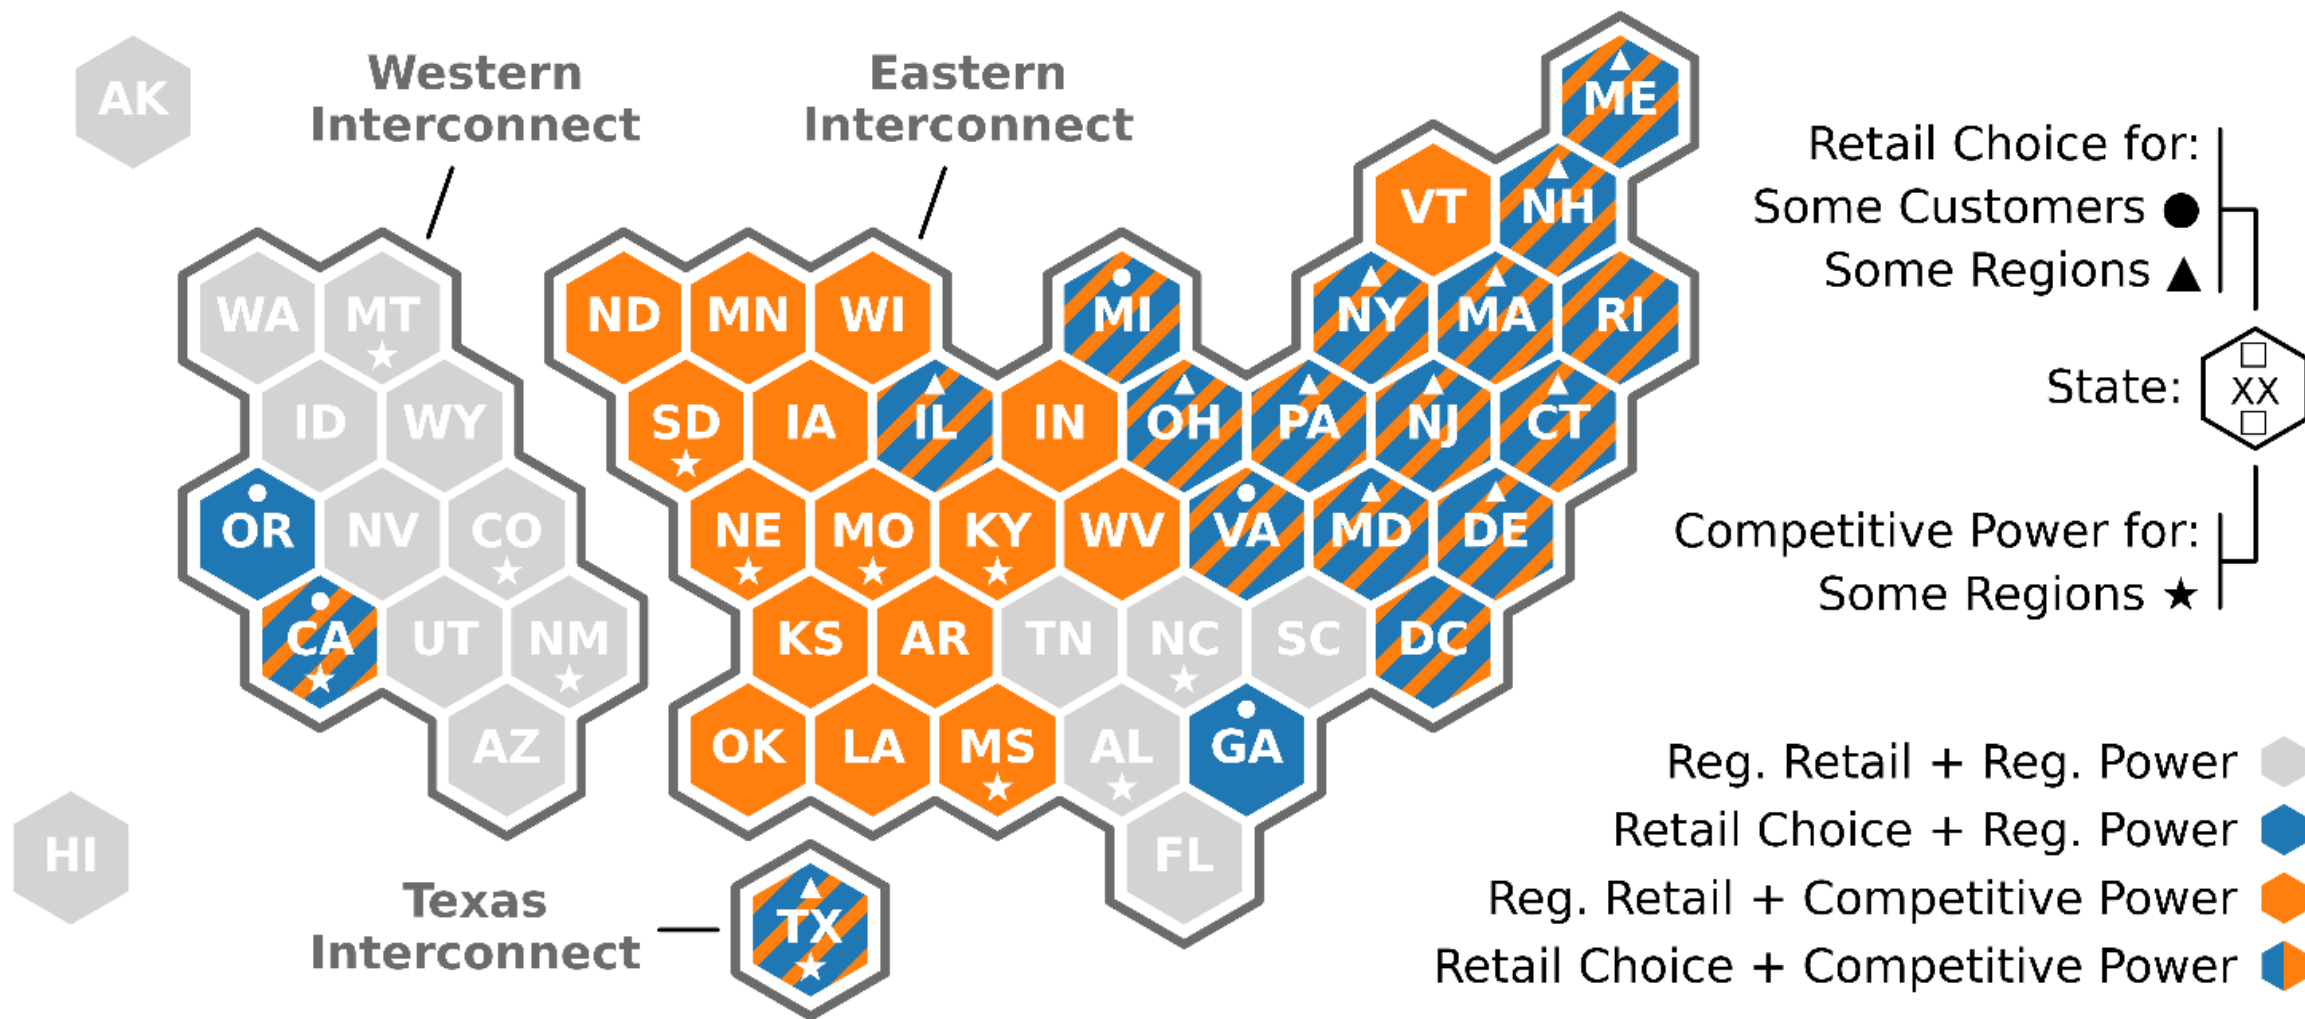 AK
Western
Interconnect
Eastern
Interconnect
ME
VT NH
WA MT ND MN WI MI NY MA RI
ID WY SD IA IL IN OH PA NJ CT
OR NV CO NE MO KY WV VA MD DE
CA UT NM KS AR TN NC SC DC
AZ OK LA MS AL GA
HI FL
Texas
Interconnect
TX
Retail Choice for:
Some Customers ●
Some Regions ▲
State:
XX
Competitive Power for:
Some Regions ★
Reg. Retail + Reg. Power
Retail Choice + Reg. Power
Reg. Retail + Competitive Power
Retail Choice + Competitive Power